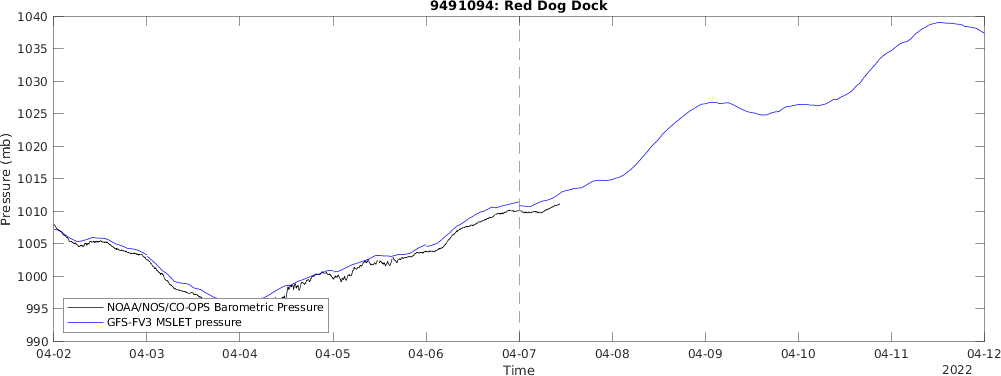 9491094: Red Dog Dock
1040
1035
1030
1025
1020
1015
1010
1005
1000
995
990
Pressure (mb)
NOAA/NOS/CO-OPS Barometric Pressure
GFS-FV3 MSLET pressure
04-02 04-03 04-04 04-05 04-06 04-07 04-08 04-09 04-10 04-11 04-12
Time
2022